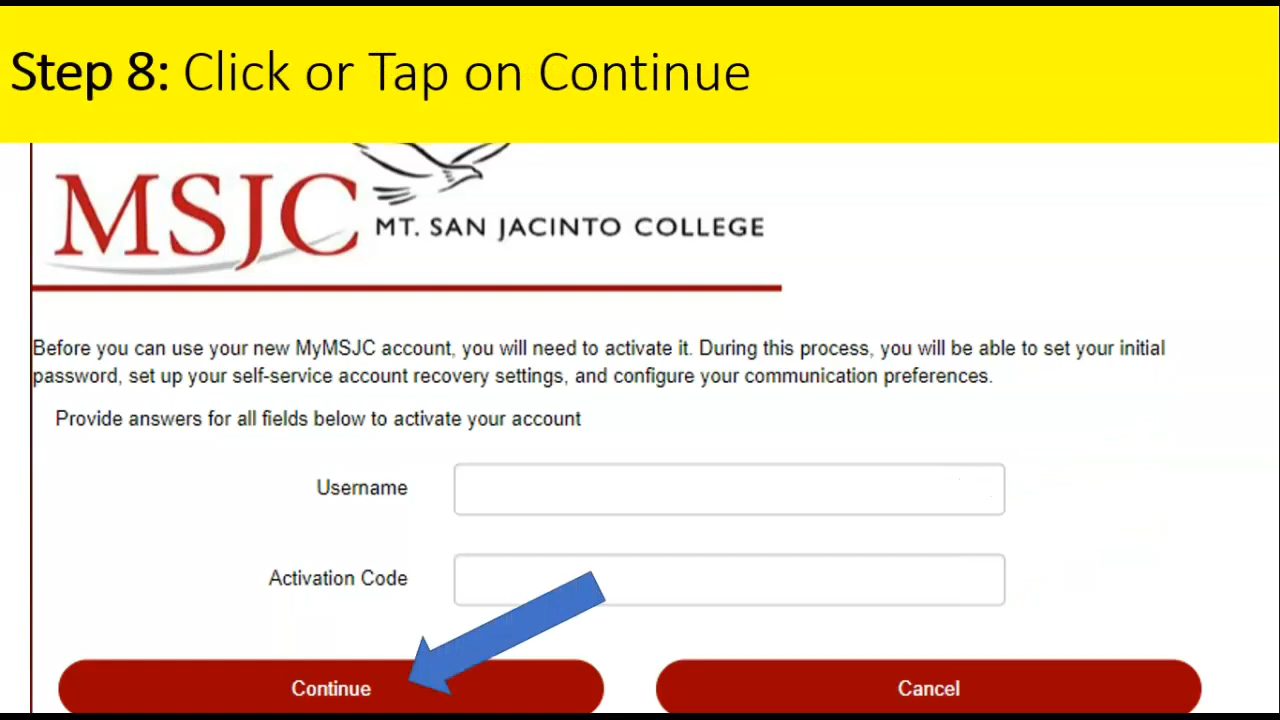 Step 8: Click or Tap on Continue
MSJC
MT. SAN JACINTO COLLEGE
Before you can use your new MyMSJC account, you will need to activate it. During this process, you will be able to set your initial
password, set up your self-service account recovery settings, and configure your communication preferences.
Provide answers for all fields below to activate your account
Username
Activation Code
Continue
Cancel